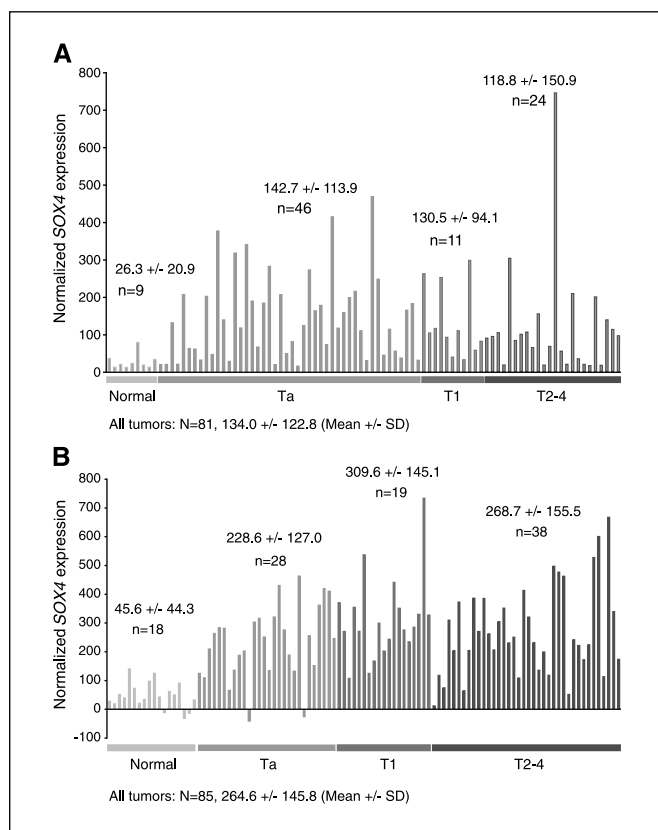 A
Normalized SOX4 expression
800
700
600
500
400
300
200
100
0
26.3 +/- 20.9
n=9
142.7 +/- 113.9
n=46
130.5 +/- 94.1
n=11
118.8 +/- 150.9
n=24
Normal
Ta
T1
T2-4
All tumors: N=81, 134.0 +/- 122.8 (Mean +/- SD)
B
Normalized SOX4 expression
800
700
600
500
400
300
200
100
0
-100
45.6 +/- 44.3
n=18
228.6 +/- 127.0
n=28
309.6 +/- 145.1
n=19
268.7 +/- 155.5
n=38
Normal
Ta
T1
T2-4
All tumors: N=85, 264.6 +/- 145.8 (Mean +/- SD)